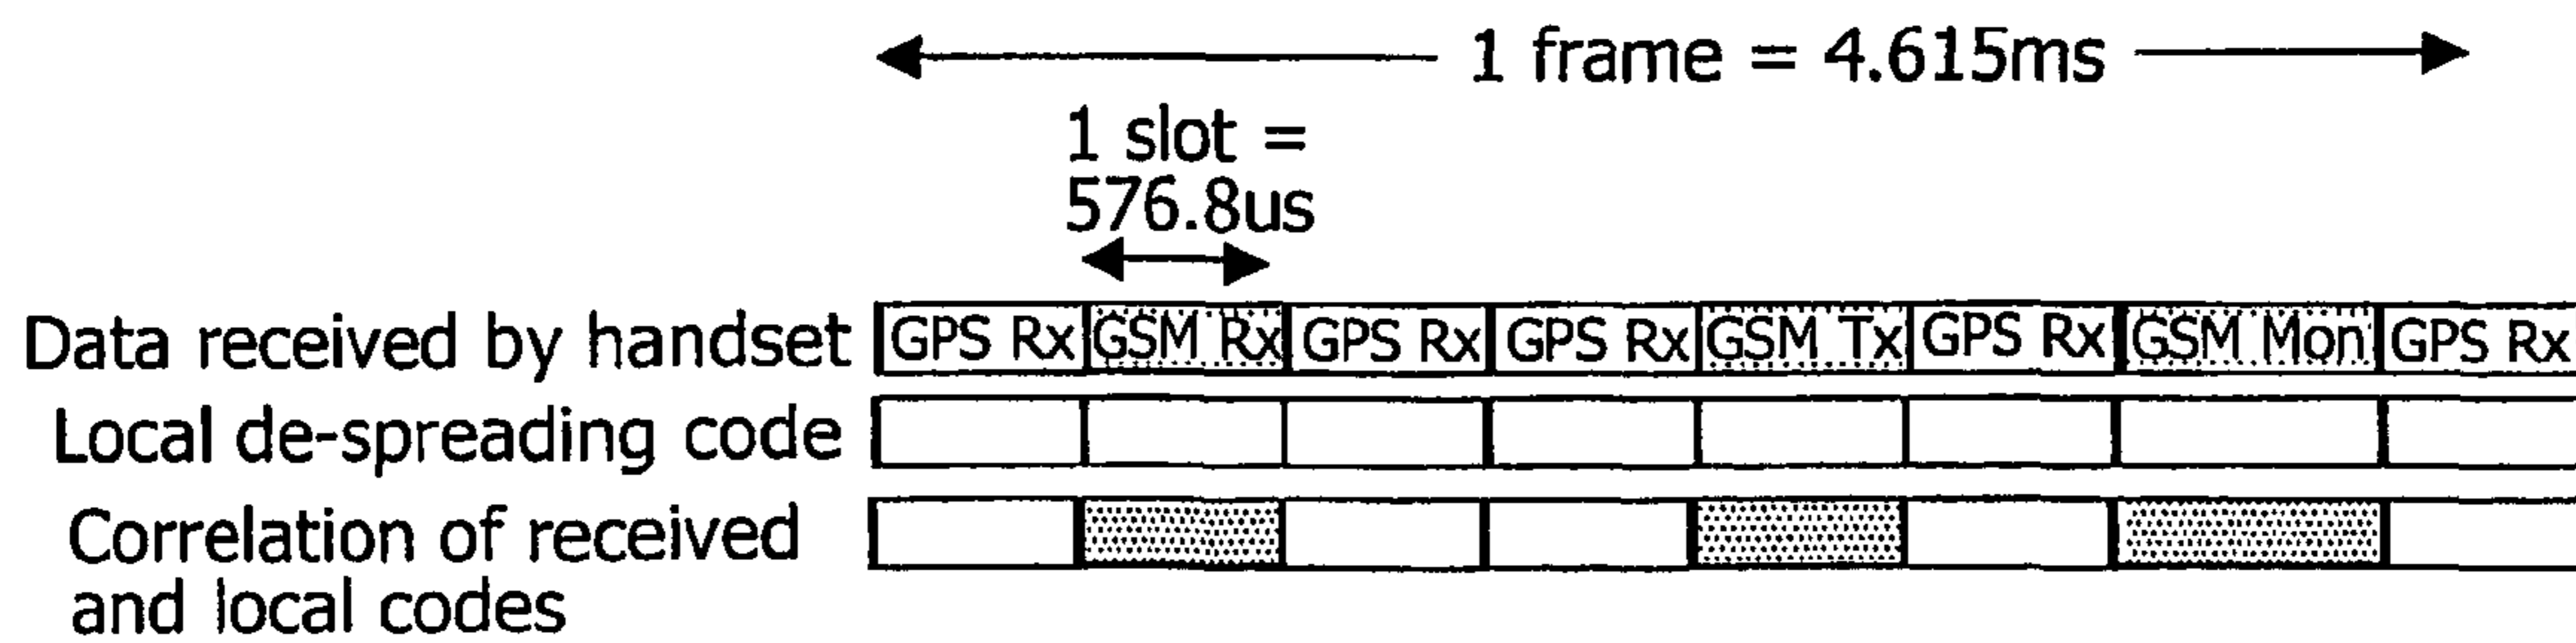 1 frame = 4.615ms
1 slot =
576.8us
Data received by handset GPS Rx GSM Rx GPS Rx GPS Rx GSM Tx GPS Rx GSM Mon GPS Rx
Local de-spreading code
Correlation of received
and local codes